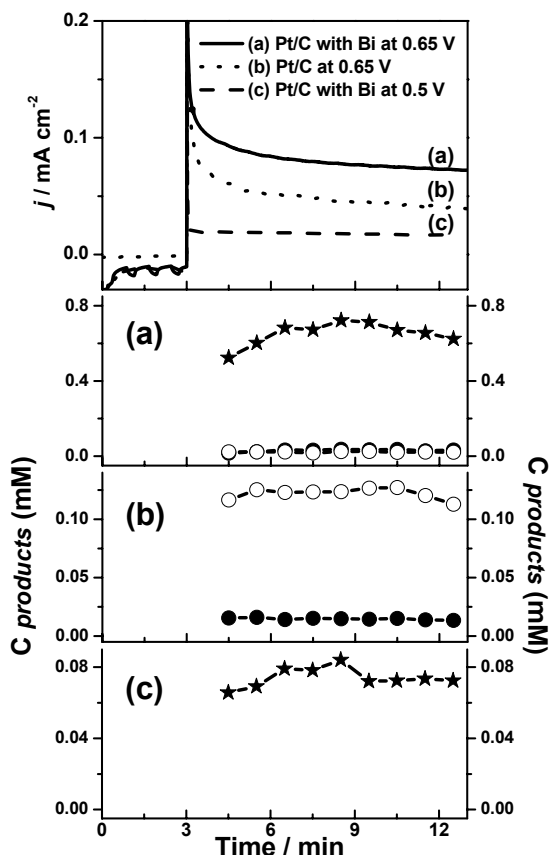 0.2
(a) Pt/C with Bi at 0.65 V
(b) Pt/C at 0.65 V
(c) Pt/C with Bi at 0.5 V
j / mA cm⁻²
0.1
(a)
(b)
(c)
0.0
0.8 (a) 0.8
0.4 0.4
0.0 0.0
C products (mM)
C products (mM)
0.10 (b) 0.10
0.05 0.05
0.00 0.00
0.08 (c) 0.08
0.04 0.04
0.00 0.00
0 3 6 9 12
Time / min